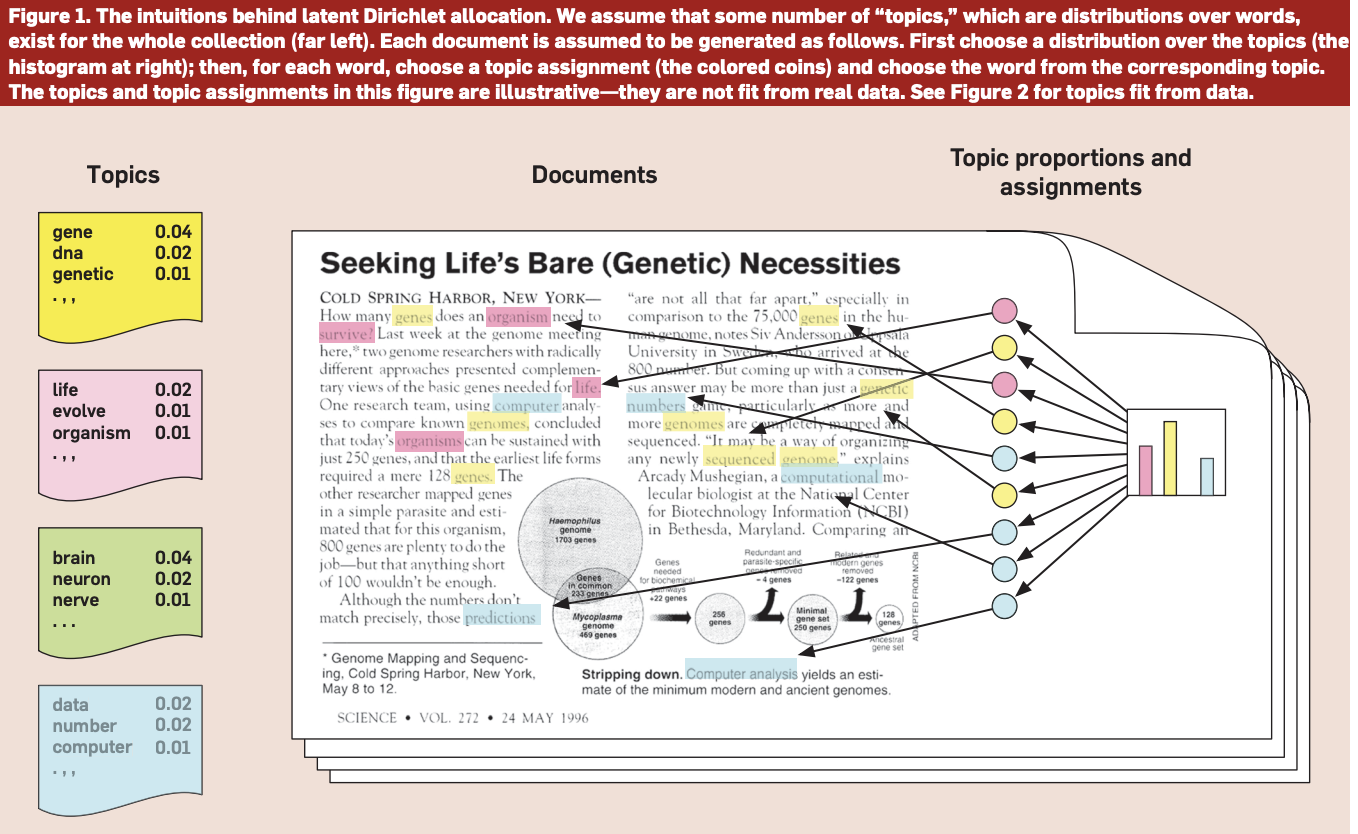 Figure 1. The intuitions behind latent Dirichlet allocation. We assume that some number of “topics,” which are distributions over words,
exist for the whole collection (far left). Each document is assumed to be generated as follows. First choose a distribution over the topics (the
histogram at right); then, for each word, choose a topic assignment (the colored coins) and choose the word from the corresponding topic.
The topics and topic assignments in this figure are illustrative—they are not fit from real data. See Figure 2 for topics fit from data.
Topics
gene 0.04
dna 0.02
genetic 0.01
. , ,
life 0.02
evolve 0.01
organism 0.01
. , ,
brain 0.04
neuron 0.02
nerve 0.01
. . .
data 0.02
number 0.02
computer 0.01
. , ,
Documents
Seeking Life’s Bare (Genetic) Necessities
COLD SPRING HARBOR, NEW YORK—
How many genes does an organism need to
survive? Last week at the genome meeting
here,* two genome researchers with radically
different approaches presented complemen-
tary views of the basic genes needed for life.
One research team, using computer analy-
ses to compare known genomes, concluded
that today’s organisms can be sustained with
just 250 genes, and that the earliest life forms
required a mere 128 genes. The
other researcher mapped genes
in a simple parasite and esti-
mated that for this organism,
800 genes are plenty to do the
job—but that anything short
of 100 wouldn’t be enough.
Although the numbers don’t
match precisely, those predictions
* Genome Mapping and Sequenc-
ing, Cold Spring Harbor, New York,
May 8 to 12.
“are not all that far apart,” especially in
comparison to the 75,000 genes in the hu-
man genome, notes Siv Andersson of Uppsala
University in Sweden, who arrived at the
800 number. But coming up with a consen-
sus answer may be more than just a genetic
numbers game, particularly as more and
more genomes are completely mapped and
sequenced. “It may be a way of organizing
any newly sequenced genome,” explains
Arcady Mushegian, a computational mo-
lecular biologist at the National Center
for Biotechnology Information (NCBI)
in Bethesda, Maryland. Comparing an
Haemophilus
genome
1703 genes
Genes
in common
233 genes
Mycoplasma
genome
469 genes
Genes
needed
for biochemical
pathways
+22 genes
256
genes
Redundant and
parasite-specific
genes removed
– 4 genes
Minimal
gene set
250 genes
Related and
modern genes
removed
–122 genes
128
genes
Ancestral
gene set
ADAPTED FROM NCBI
Stripping down. Computer analysis yields an esti-
mate of the minimum modern and ancient genomes.
SCIENCE • VOL. 272 • 24 MAY 1996
Topic proportions and
assignments